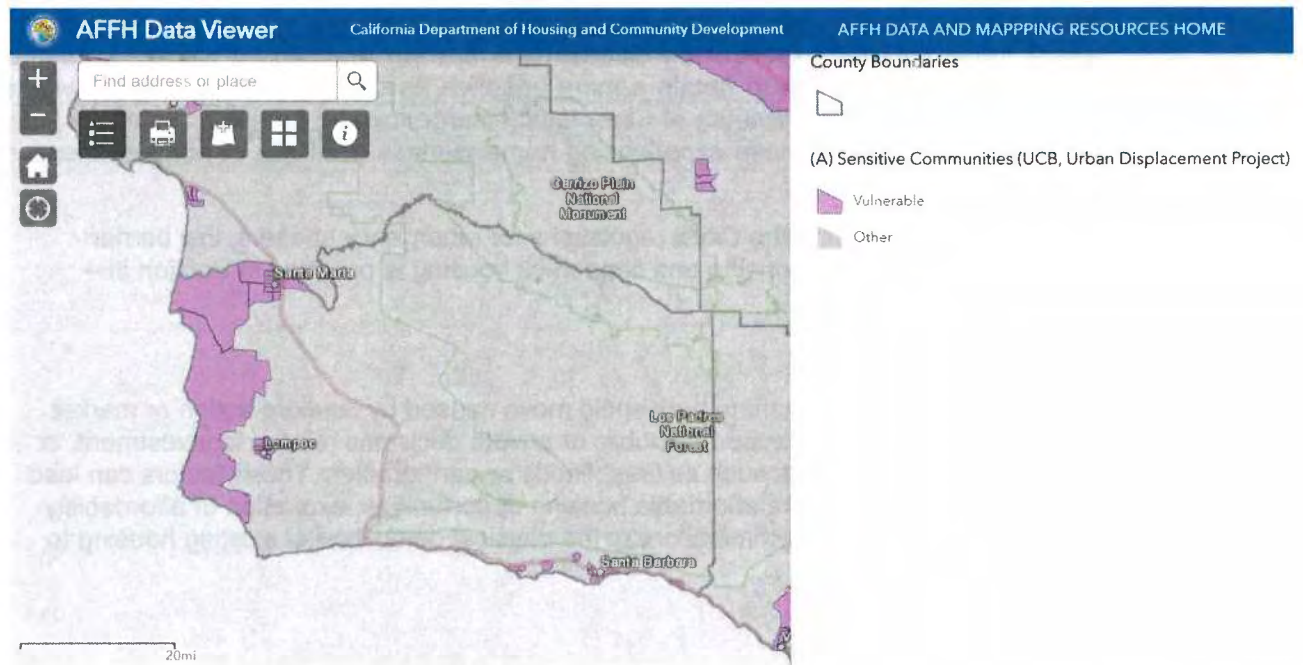 AFFH Data Viewer
California Department of Housing and Community Development
AFFH DATA AND MAPPPING RESOURCES HOME
Find address or place
County Boundaries
(A) Sensitive Communities (UCB, Urban Displacement Project)
Vulnerable
Other
Carrizo Plain
National
Monument
Santa Maria
Los Padres
National
Forest
Lompoc
Santa Barbara
20mi